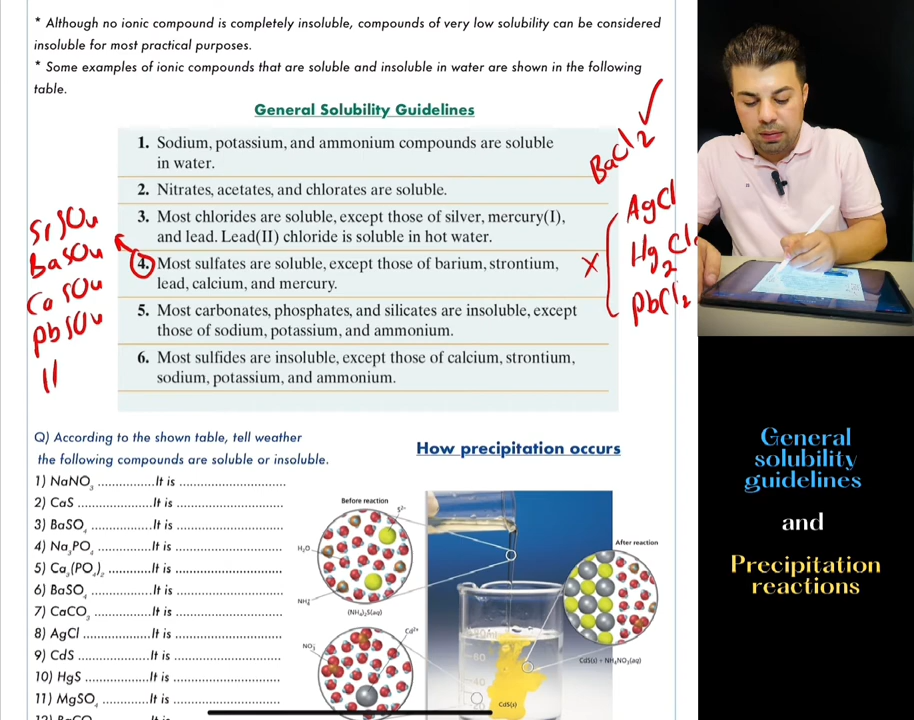 * Although no ionic compound is completely insoluble, compounds of very low solubility can be considered
insoluble for most practical purposes.
* Some examples of ionic compounds that are soluble and insoluble in water are shown in the following
table.
General Solubility Guidelines
1. Sodium, potassium, and ammonium compounds are soluble
in water.
2. Nitrates, acetates, and chlorates are soluble.
3. Most chlorides are soluble, except those of silver, mercury(I),
and lead. Lead(II) chloride is soluble in hot water.
4. Most sulfates are soluble, except those of barium, strontium,
lead, calcium, and mercury.
5. Most carbonates, phosphates, and silicates are insoluble, except
those of sodium, potassium, and ammonium.
6. Most sulfides are insoluble, except those of calcium, strontium,
sodium, potassium, and ammonium.
BaCl2 ✓
AgCl
Hg2Cl2
PbCl2
X
SrSO4
BaSO4
CaSO4
PbSO4
Q) According to the shown table, tell weather
the following compounds are soluble or insoluble.
1) NaNO3 ..............It is ...........................
2) CaS ...................It is ...........................
3) BaSO4 ..............It is ...........................
4) Na3PO4 ............It is ...........................
5) Ca3(PO4)2 ..........It is ...........................
6) BaSO4 ..............It is ...........................
7) CaCO3 ..............It is ...........................
8) AgCl .................It is ...........................
9) CdS ...................It is ...........................
10) HgS .................It is ...........................
11) MgSO4 .............It is ...........................
How precipitation occurs
Before reaction
S2-
H2O
NH4+
(NH4)2S(aq)
Cd2+
NO3-
After reaction
CdS(s) + NH4NO3(aq)
CdS(s)
60
40
General
solubility
guidelines
and
Precipitation
reactions